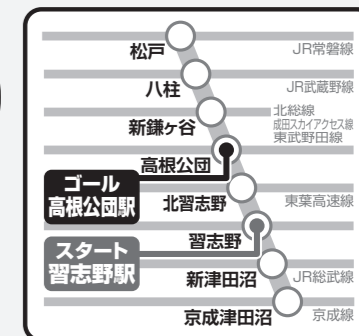 松戸
JR常磐線
八柱
JR武蔵野線
新鎌ヶ谷
北総線
成田スカイアクセス線
東武野田線
高根公団
ゴール
高根公団駅
北習志野
東葉高速線
習志野
スタート
習志野駅
新津田沼
JR総武線
京成津田沼
京成線